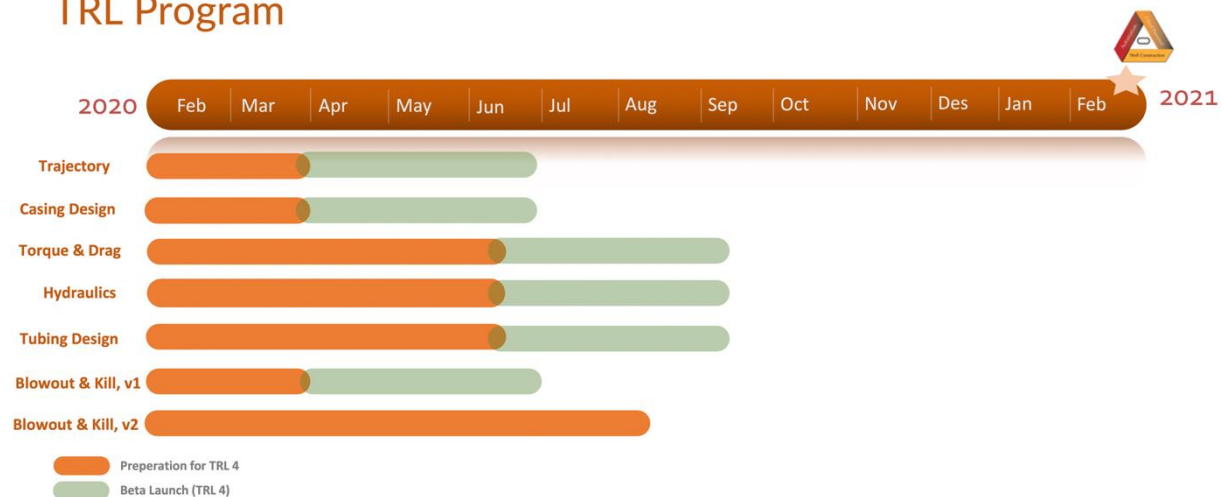 TRL Program
2020 Feb Mar Apr May Jun Jul Aug Sep Oct Nov Des Jan Feb 2021
Trajectory
Casing Design
Torque & Drag
Hydraulics
Tubing Design
Blowout & Kill, v1
Blowout & Kill, v2
Preperation for TRL 4
Beta Launch (TRL 4)